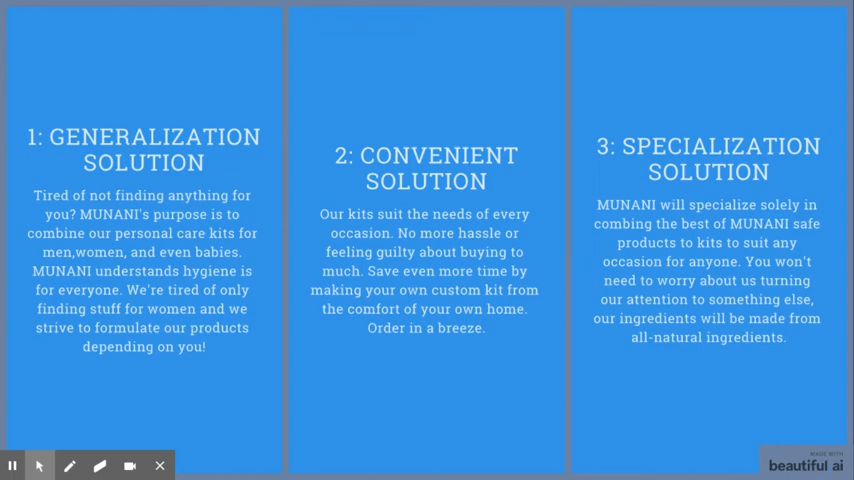 1: GENERALIZATION
SOLUTION
Tired of not finding anything for
you? MUNANI's purpose is to
combine our personal care kits for
men,women, and even babies.
MUNANI understands hygiene is
for everyone. We're tired of only
finding stuff for women and we
strive to formulate our products
depending on you!
2: CONVENIENT
SOLUTION
Our kits suit the needs of every
occasion. No more hassle or
feeling guilty about buying to
much. Save even more time by
making your own custom kit from
the comfort of your own home.
Order in a breeze.
3: SPECIALIZATION
SOLUTION
MUNANI will specialize solely in
combing the best of MUNANI safe
products to kits to suit any
occasion for anyone. You won't
need to worry about us turning
our attention to something else,
our ingredients will be made from
all-natural ingredients.
MADE WITH
beautiful ai